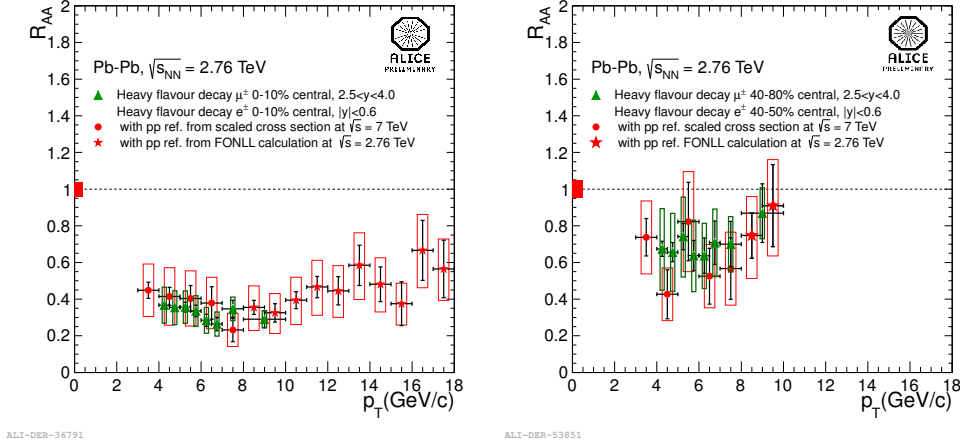 R_AA
2
1.8
1.6
1.4
1.2
1
0.8
0.6
0.4
0.2
0
ALICE
PRELIMINARY
Pb-Pb, √s_NN = 2.76 TeV
Heavy flavour decay μ± 0-10% central, 2.5<y<4.0
Heavy flavour decay e± 0-10% central, |y|<0.6
with pp ref. from scaled cross section at √s = 7 TeV
with pp ref. from FONLL calculation at √s = 2.76 TeV
0 2 4 6 8 10 12 14 16 18
p_T(GeV/c)
ALI-DER-36791
R_AA
2
1.8
1.6
1.4
1.2
1
0.8
0.6
0.4
0.2
0
ALICE
PRELIMINARY
Pb-Pb, √s_NN = 2.76 TeV
Heavy flavour decay μ± 40-80% central, 2.5<y<4.0
Heavy flavour decay e± 40-50% central, |y|<0.6
with pp ref. scaled cross section at √s = 7 TeV
with pp ref. FONLL calculation at √s = 2.76 TeV
0 2 4 6 8 10 12 14 16 18
p_T(GeV/c)
ALI-DER-53851